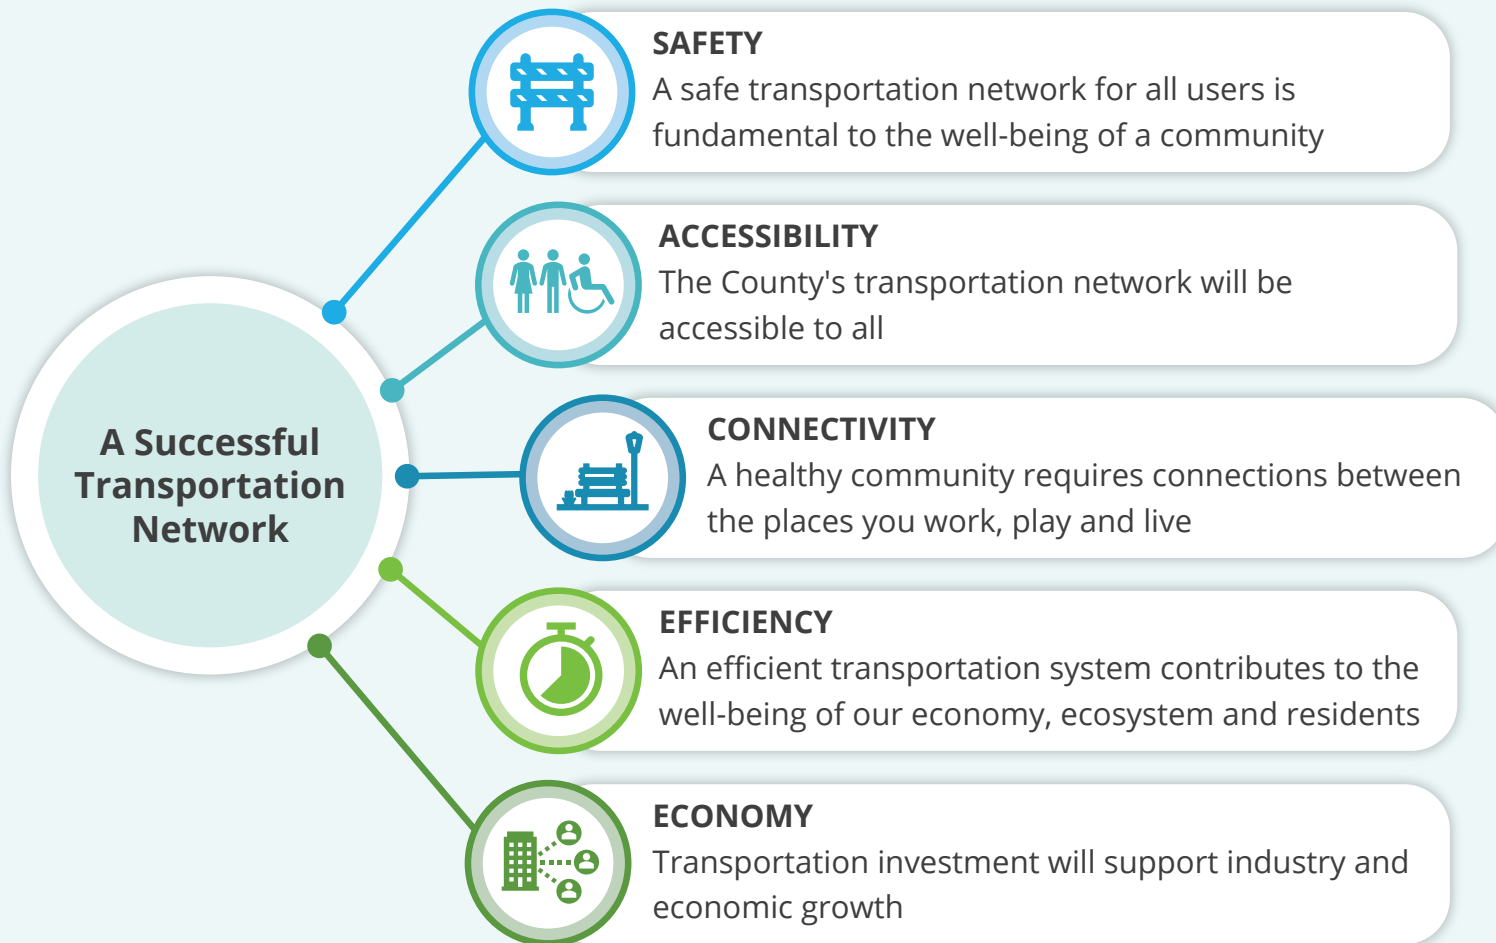 A Successful
Transportation
Network
SAFETY
A safe transportation network for all users is
fundamental to the well-being of a community
ACCESSIBILITY
The County's transportation network will be
accessible to all
CONNECTIVITY
A healthy community requires connections between
the places you work, play and live
EFFICIENCY
An efficient transportation system contributes to the
well-being of our economy, ecosystem and residents
ECONOMY
Transportation investment will support industry and
economic growth